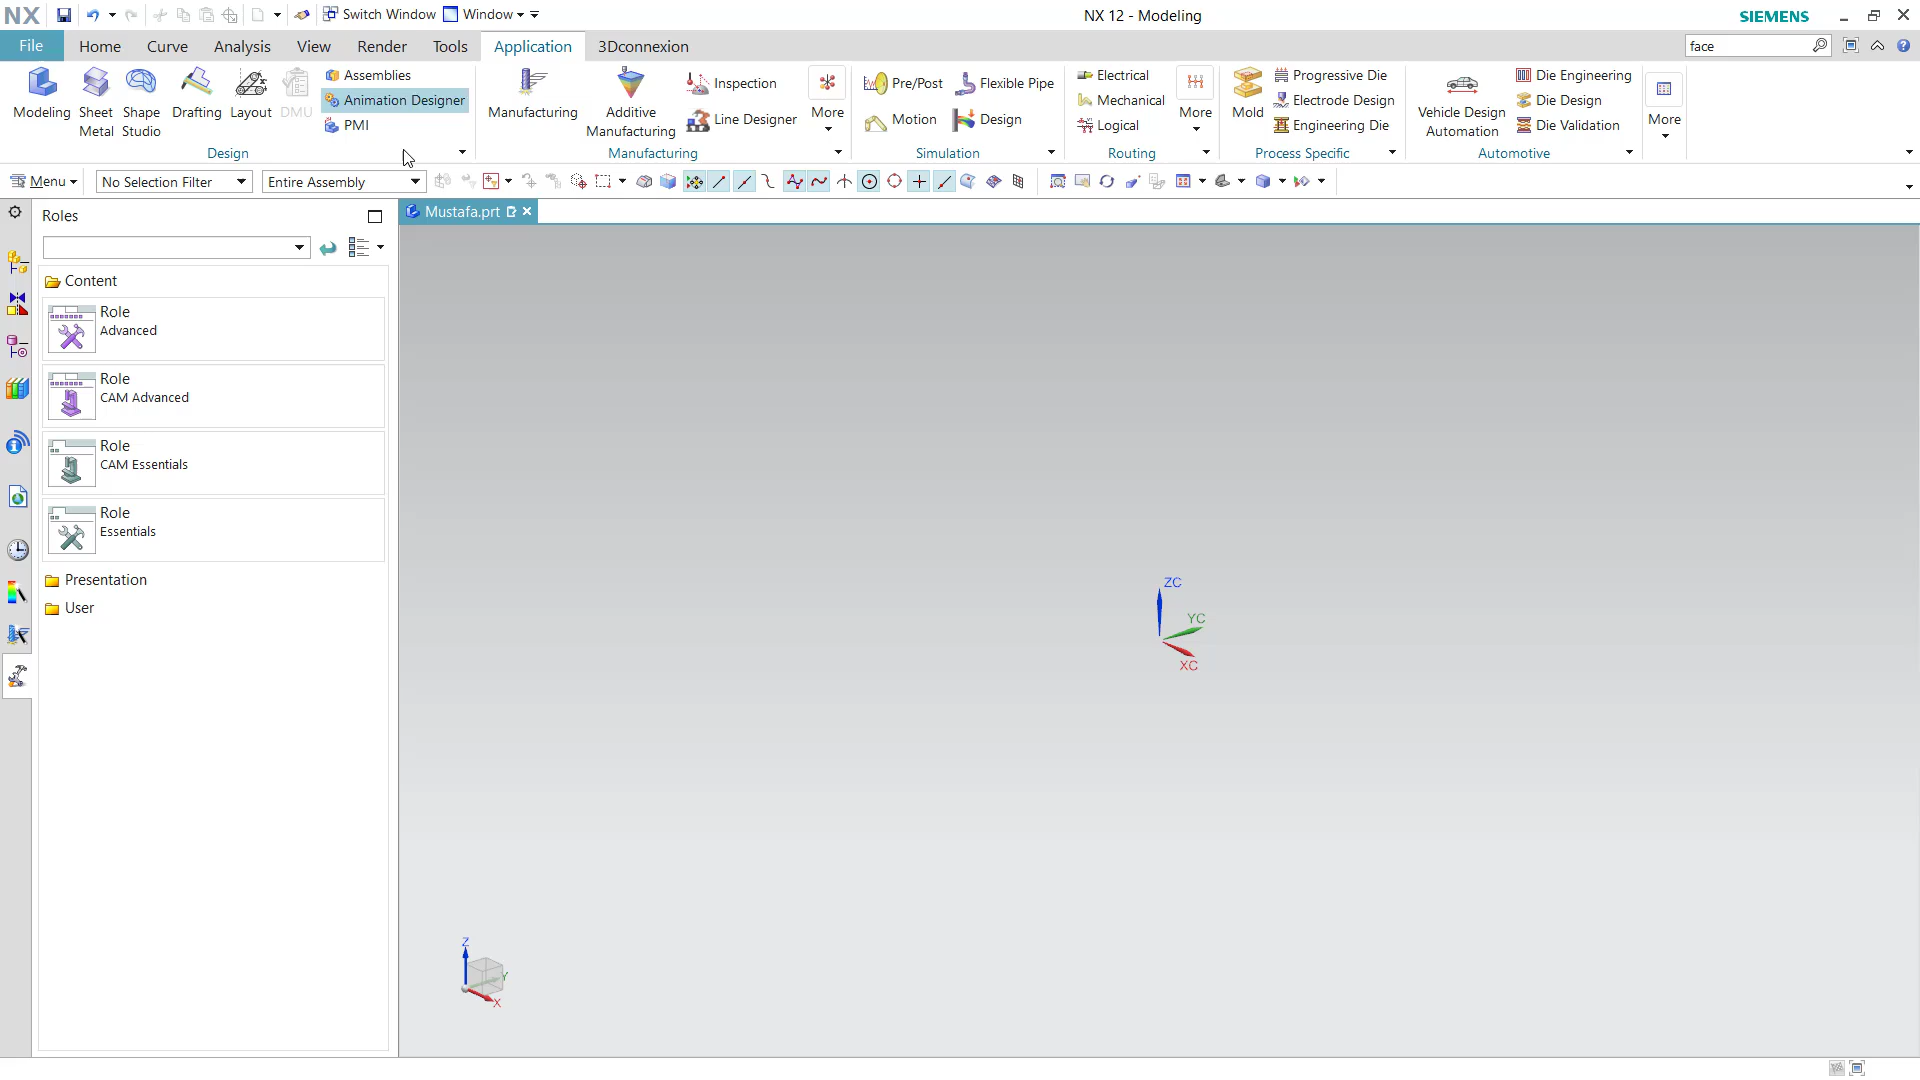 NX Switch Window Window NX 12 - Modeling SIEMENS
File Home Curve Analysis View Render Tools Application 3Dconnexion face
Modeling Sheet Metal Shape Studio Drafting Layout DMU Assemblies
Animation Designer
PMI
Manufacturing Additive Manufacturing Inspection
Line Designer
More
Pre/Post Flexible Pipe
Motion Design
Electrical
Mechanical
Logical
More
Mold Progressive Die
Electrode Design
Engineering Die
Vehicle Design Automation Die Engineering
Die Design
Die Validation
More
Design Manufacturing Simulation Routing Process Specific Automotive
Menu No Selection Filter Entire Assembly
Roles
Mustafa.prt
Content
Role
Advanced
Role
CAM Advanced
Role
CAM Essentials
Role
Essentials
Presentation
User
ZC
YC
XC
Z
Y
X